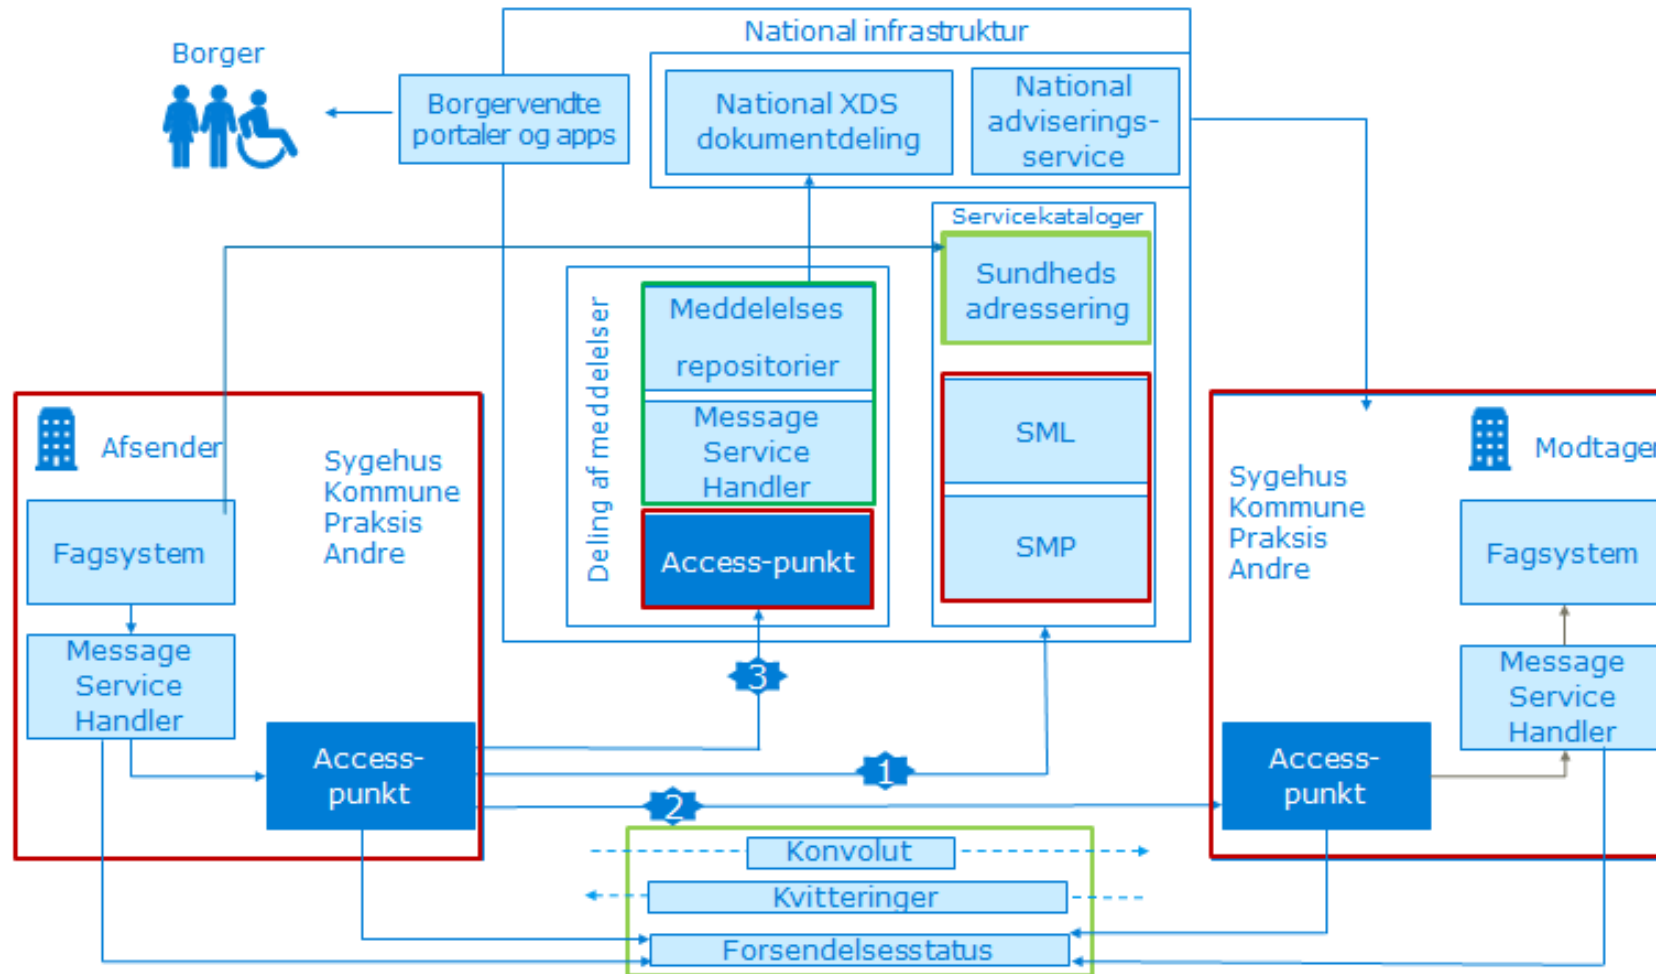 National infrastruktur
Borger
Borgervendte
portaler og apps
National XDS
dokumentdeling
National
adviserings-
service
Servicekataloger
Sundheds
adressering
SML
SMP
Deling af meddelelser
Meddelelses
repositorier
Message
Service
Handler
Access-punkt
Afsender
Sygehus
Kommune
Praksis
Andre
Fagsystem
Message
Service
Handler
Access-
punkt
3
1
2
Modtager
Sygehus
Kommune
Praksis
Andre
Fagsystem
Message
Service
Handler
Access-
punkt
Konvolut
Kvitteringer
Forsendelsesstatus